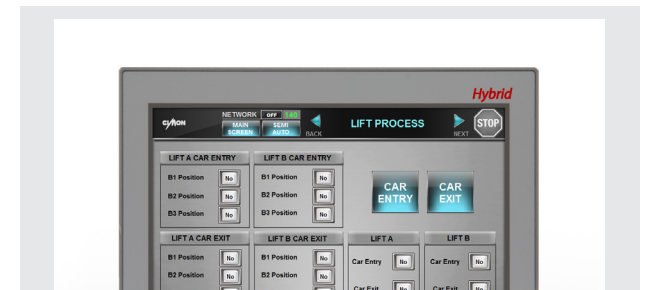 Hybrid
CIMON
NETWORK OFF 140
MAIN SCREEN
SEMI AUTO
BACK
LIFT PROCESS
NEXT
STOP
LIFT A CAR ENTRY
B1 Position No
B2 Position No
B3 Position No
LIFT B CAR ENTRY
B1 Position No
B2 Position No
B3 Position No
CAR
ENTRY
CAR
EXIT
LIFT A CAR EXIT
B1 Position No
B2 Position No
LIFT B CAR EXIT
B1 Position No
B2 Position No
LIFT A
Car Entry No
Car Exit No
LIFT B
Car Entry No
Car Exit No